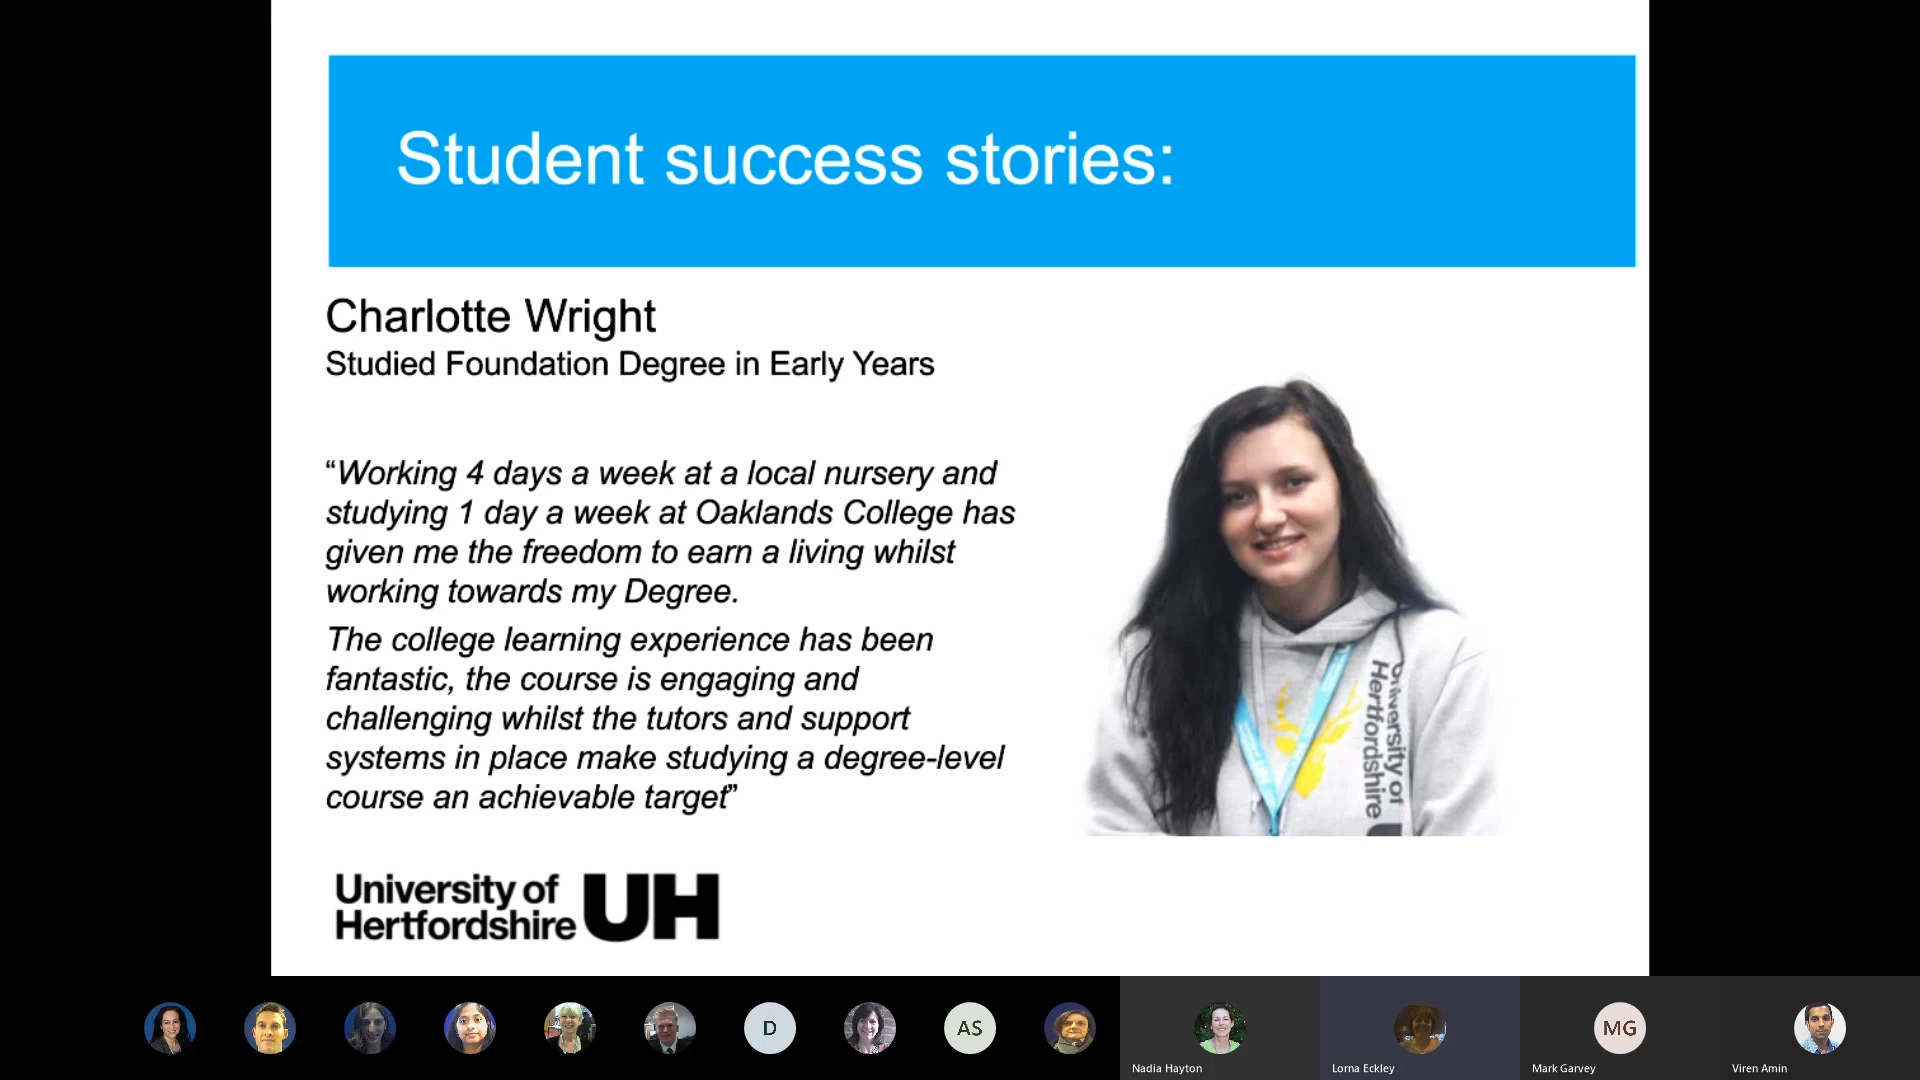 Student success stories:
Charlotte Wright
Studied Foundation Degree in Early Years
“Working 4 days a week at a local nursery and
studying 1 day a week at Oaklands College has
given me the freedom to earn a living whilst
working towards my Degree.
The college learning experience has been
fantastic, the course is engaging and
challenging whilst the tutors and support
systems in place make studying a degree-level
course an achievable target”
University of
Hertfordshire
UH
University of
Hertfordshire
D
AS
MG
Nadia Hayton
Lorna Eckley
Mark Garvey
Viren Amin